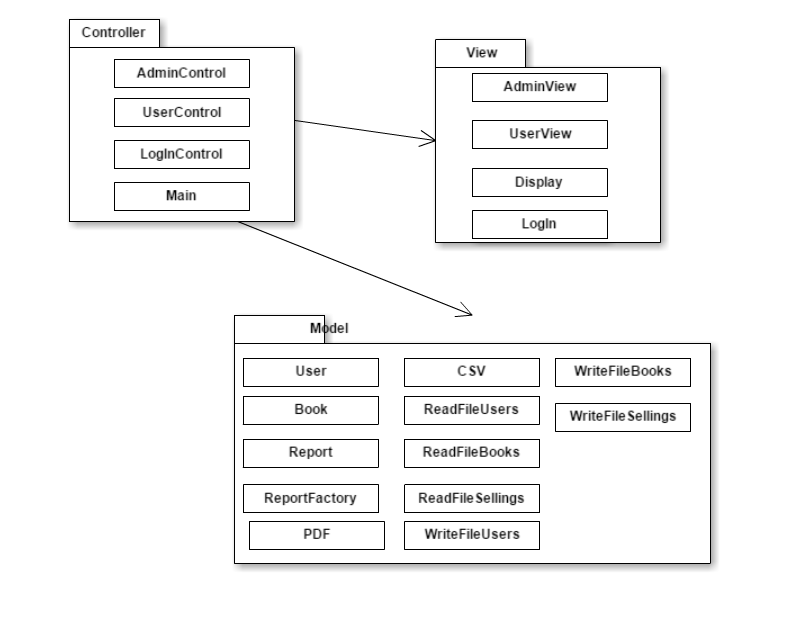 Controller
AdminControl
UserControl
LogInControl
Main
View
AdminView
UserView
Display
LogIn
Model
User
Book
Report
ReportFactory
PDF
CSV
ReadFileUsers
ReadFileBooks
ReadFileSellings
WriteFileUsers
WriteFileBooks
WriteFileSellings